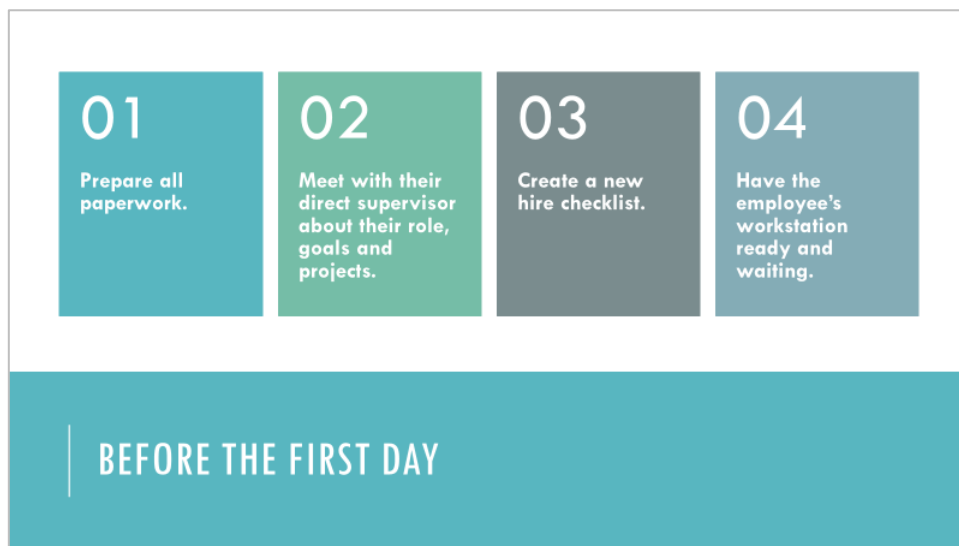 01
Prepare all
paperwork.
02
Meet with their
direct supervisor
about their role,
goals and
projects.
03
Create a new
hire checklist.
04
Have the
employee's
workstation
ready and
waiting.
BEFORE THE FIRST DAY